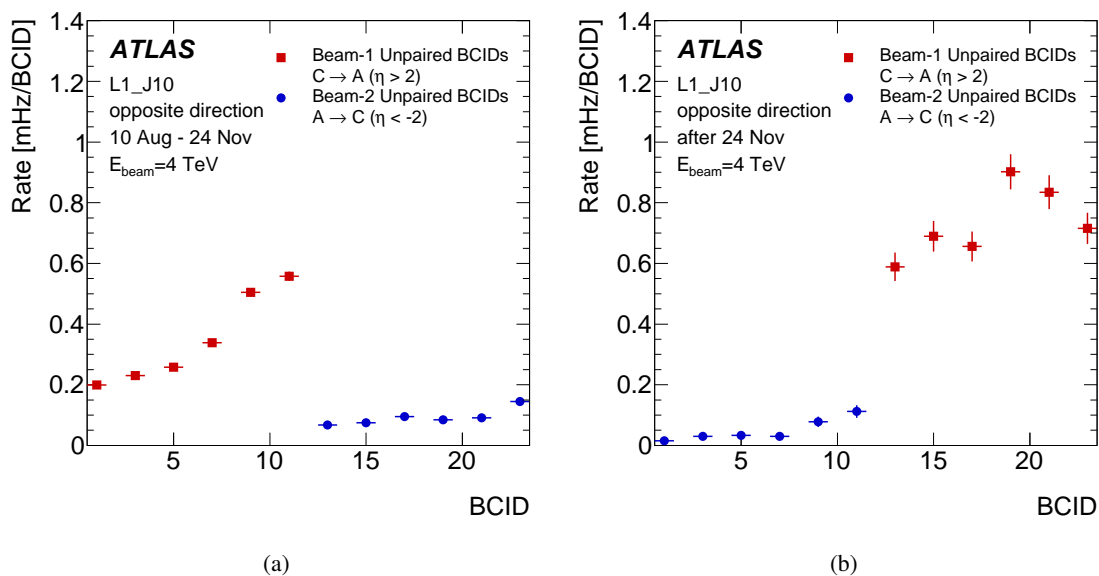 1.4
1.2
1
0.8
0.6
0.4
0.2
0
Rate [mHz/BCID]
ATLAS
L1_J10
opposite direction
10 Aug - 24 Nov
E_beam=4 TeV
Beam-1 Unpaired BCIDs
C → A (η > 2)
Beam-2 Unpaired BCIDs
A → C (η < -2)
5 10 15 20
BCID
(a)
1.4
1.2
1
0.8
0.6
0.4
0.2
0
Rate [mHz/BCID]
ATLAS
L1_J10
opposite direction
after 24 Nov
E_beam=4 TeV
Beam-1 Unpaired BCIDs
C → A (η > 2)
Beam-2 Unpaired BCIDs
A → C (η < -2)
5 10 15 20
BCID
(b)